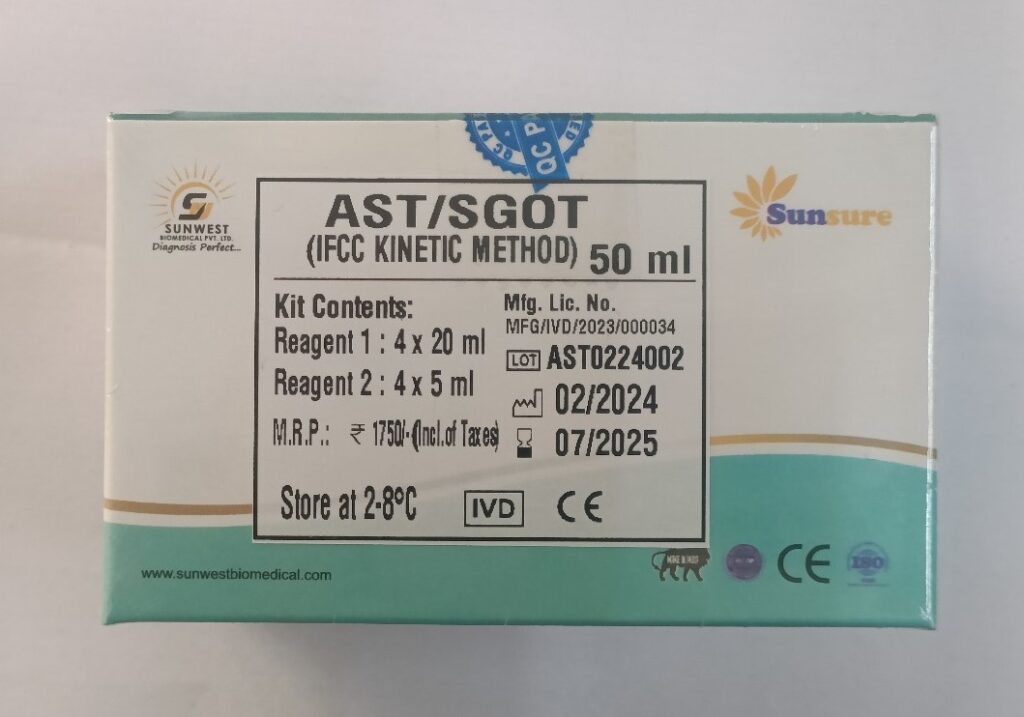 QC PA
SUNWEST
BIOMEDICAL PVT. LTD.
Diagnosis Perfect...
Sunsure
AST/SGOT
(IFCC KINETIC METHOD) 50 ml
Kit Contents:
Reagent 1 : 4 x 20 ml
Reagent 2 : 4 x 5 ml
M.R.P.: ₹ 1750/-(Incl.of Taxes)
Mfg. Lic. No.
MFG/IVD/2023/000034
LOT AST0224002
02/2024
07/2025
Store at 2-8°C IVD CE
www.sunwestbiomedical.com
CE
ISO